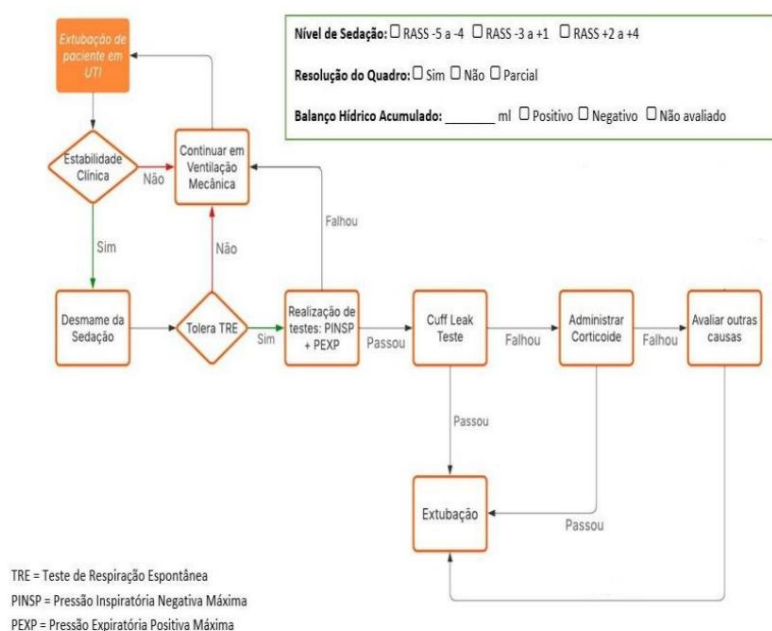 Extubação de
paciente em
UTI
Nível de Sedação: ☐ RASS -5 a -4 ☐ RASS -3 a +1 ☐ RASS +2 a +4
Resolução do Quadro: ☐ Sim ☐ Não ☐ Parcial
Balanço Hídrico Acumulado: ________ ml ☐ Positivo ☐ Negativo ☐ Não avaliado
Estabilidade
Clínica
Não
Continuar em
Ventilação
Mecânica
Sim
Não
Falhou
Desmame da
Sedação
Tolera TRE
Sim
Realização de
testes: PINSP
+ PEXP
Passou
Cuff Leak
Teste
Falhou
Administrar
Corticoide
Falhou
Avaliar outras
causas
Passou
Extubação
Passou
TRE = Teste de Respiração Espontânea
PINSP = Pressão Inspiratória Negativa Máxima
PEXP = Pressão Expiratória Positiva Máxima